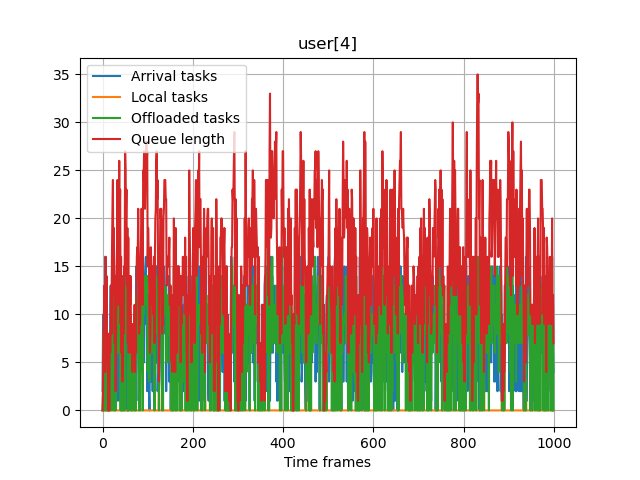 user[4]
Arrival tasks
Local tasks
Offloaded tasks
Queue length
35
30
25
20
15
10
5
0
0 200 400 600 800 1000
Time frames